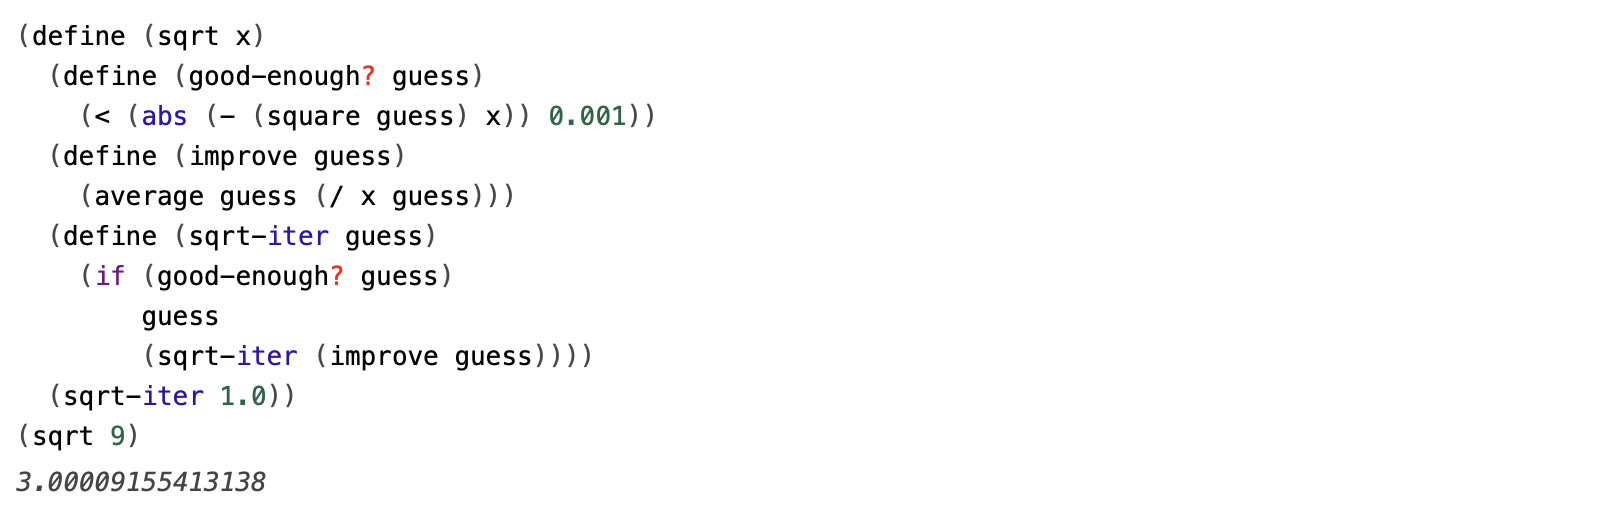 (define (sqrt x)
  (define (good-enough? guess)
    (< (abs (- (square guess) x)) 0.001))
  (define (improve guess)
    (average guess (/ x guess)))
  (define (sqrt-iter guess)
    (if (good-enough? guess)
        guess
        (sqrt-iter (improve guess))))
  (sqrt-iter 1.0))
(sqrt 9)
3.00009155413138